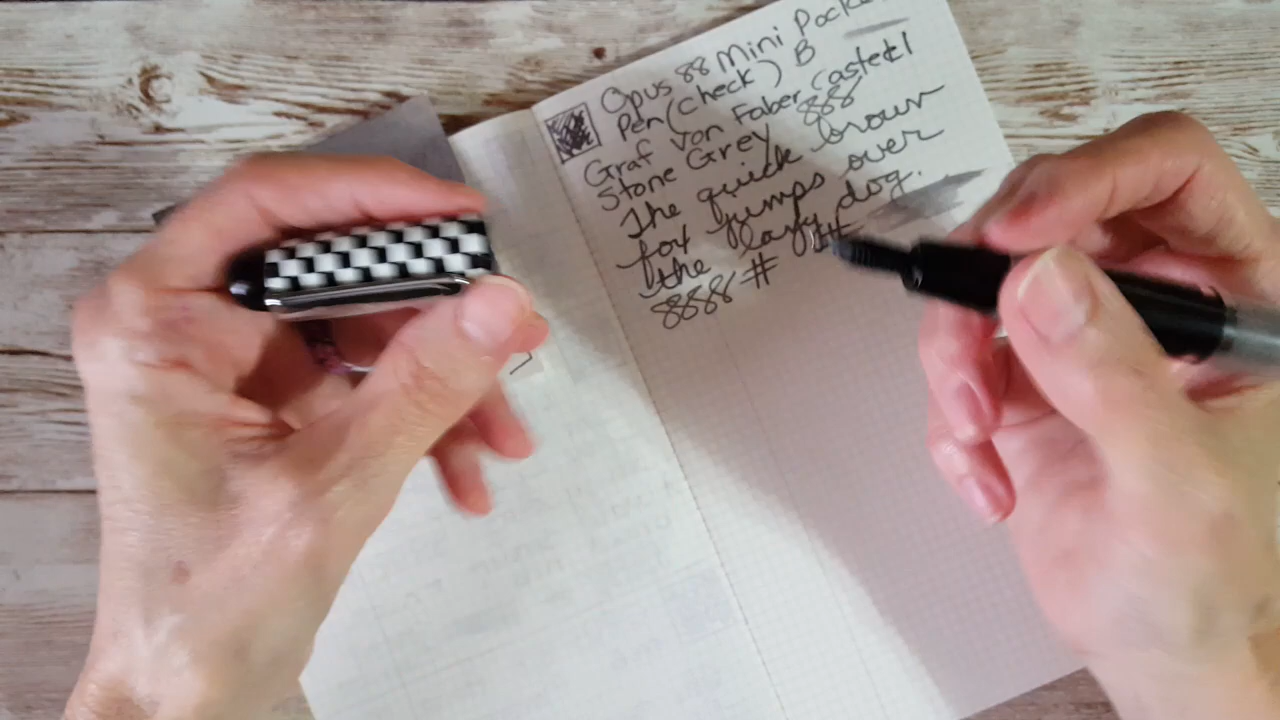 Opus 88 Mini Pocket
Pen (Check) B
Graf von Faber Castell
Stone Grey 888
The quick brown
fox jumps over
the lazy dog.
8888 #